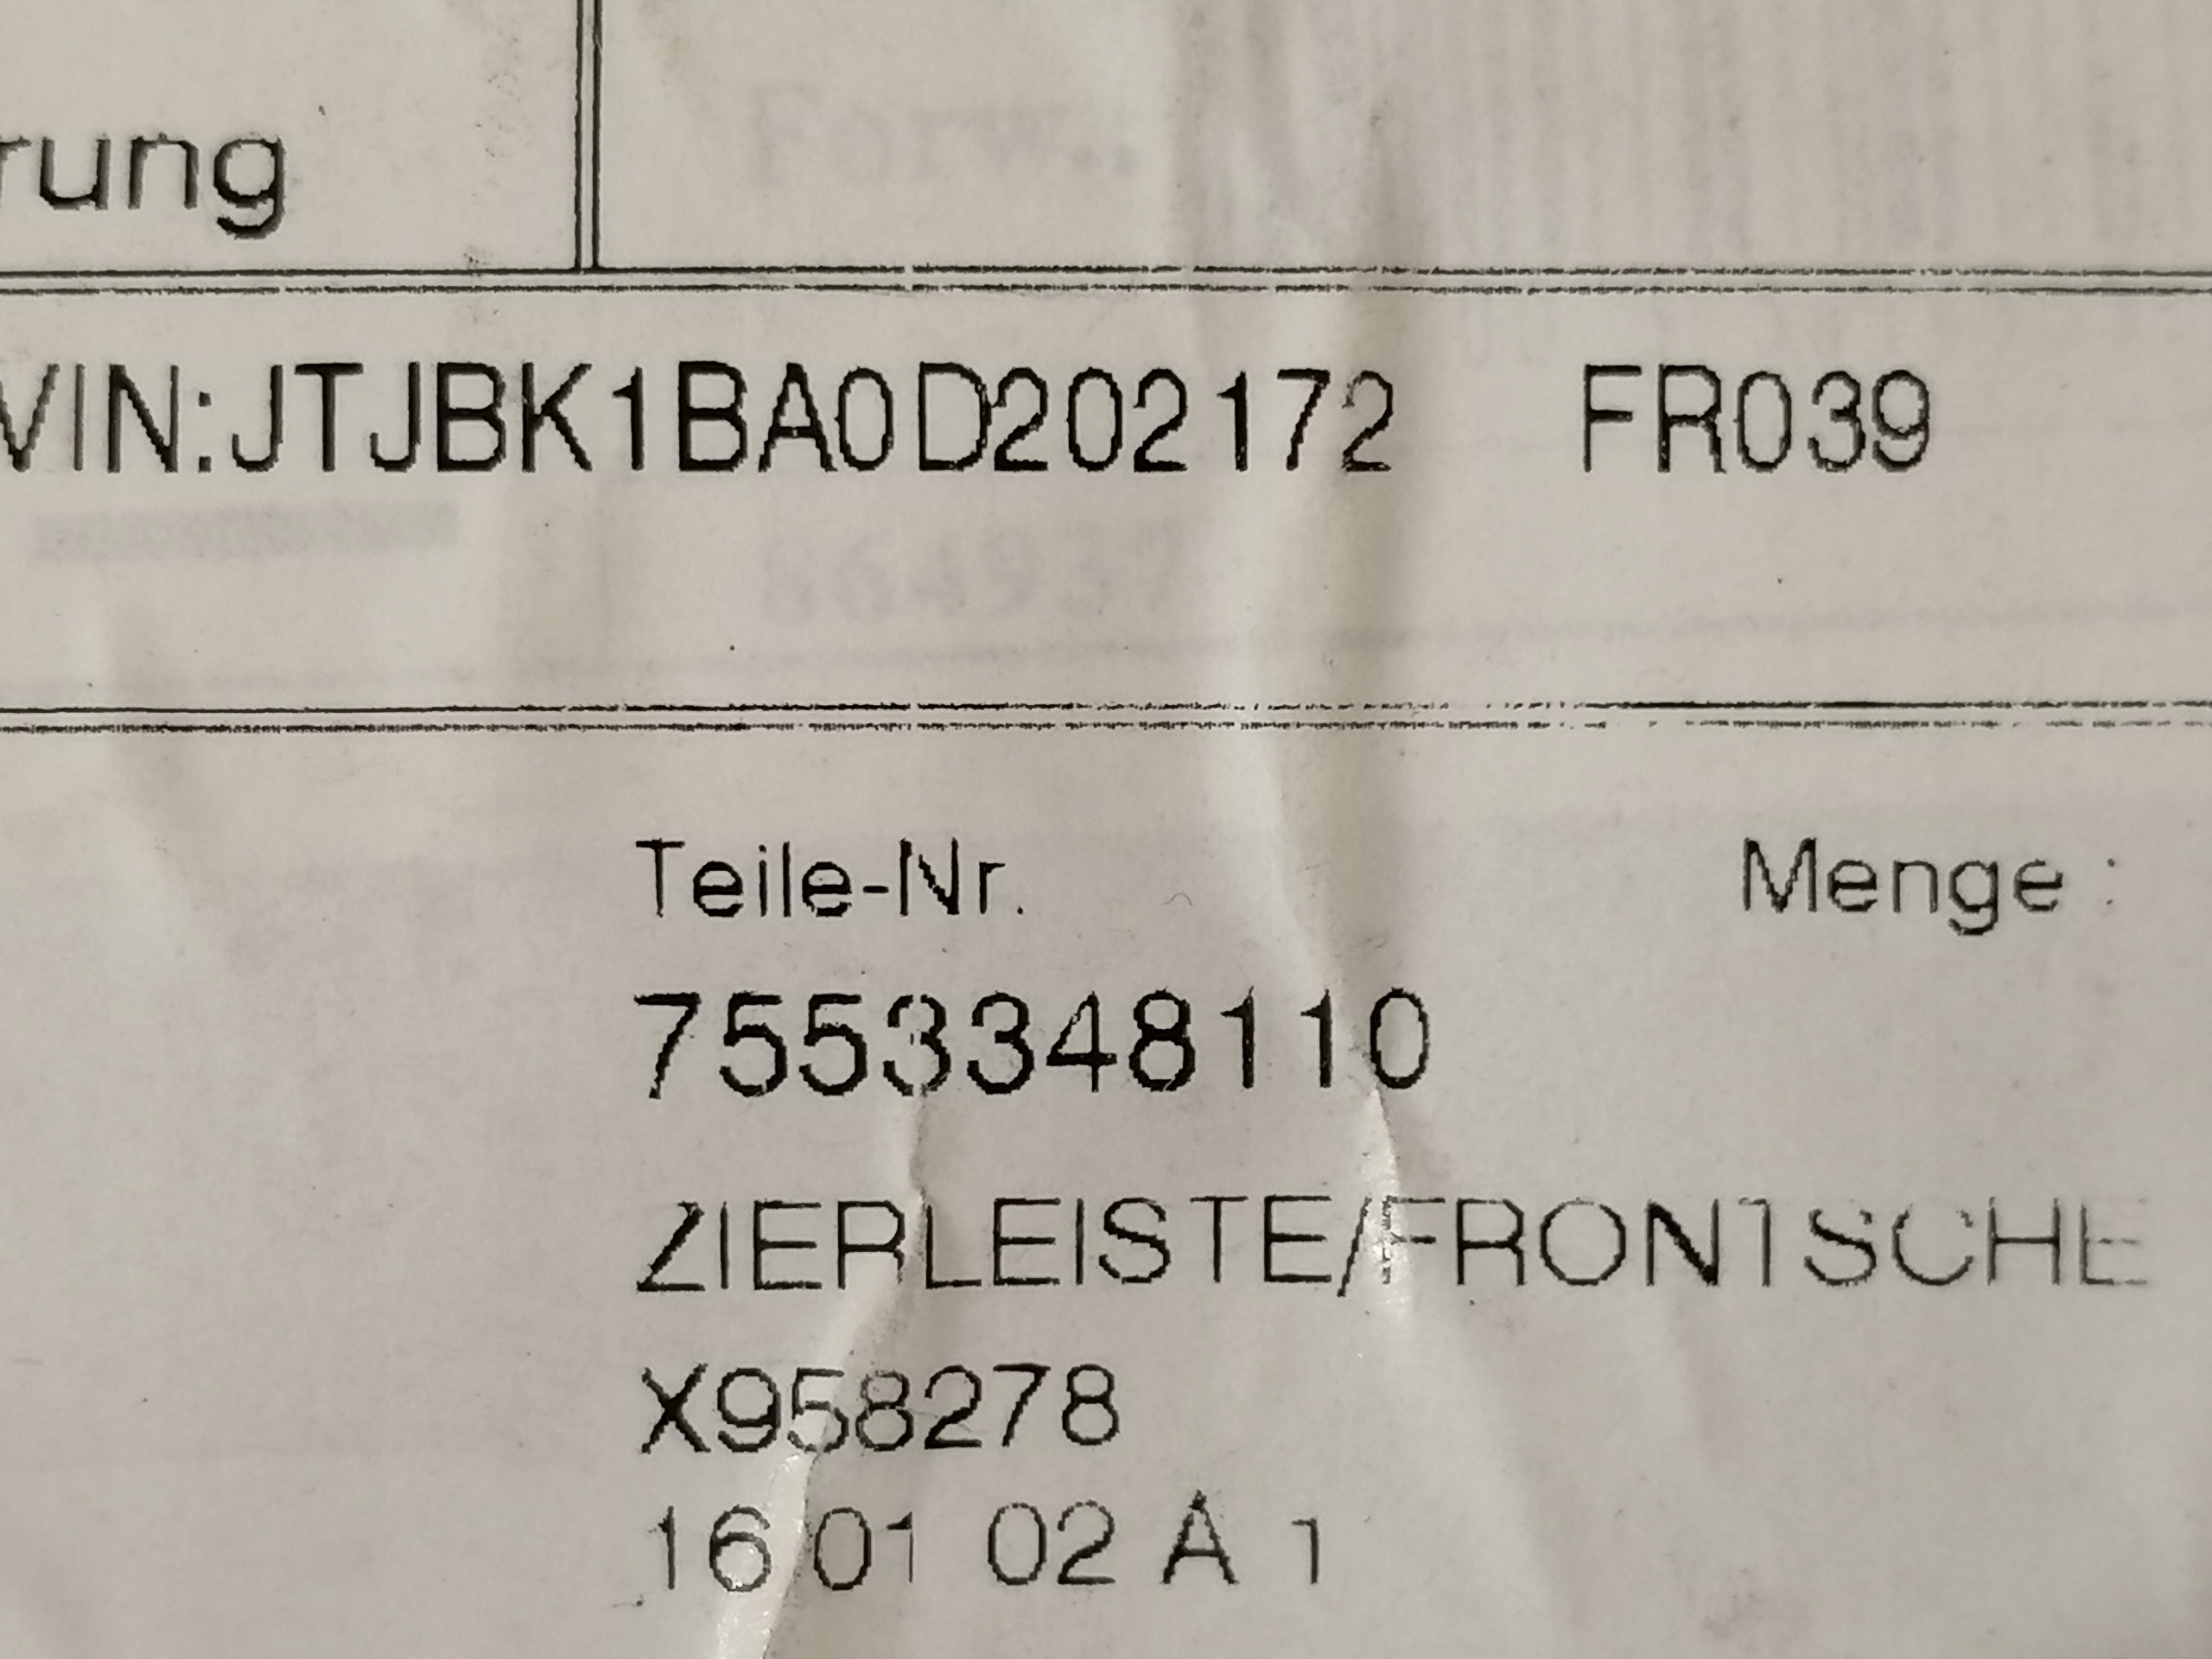 rung
VIN:JTJBK1BA0D202172 FR039
Teile-Nr. Menge :
7553348110
ZIERLEISTE/FRONTSCHE
X958278
16 01 02 A 1